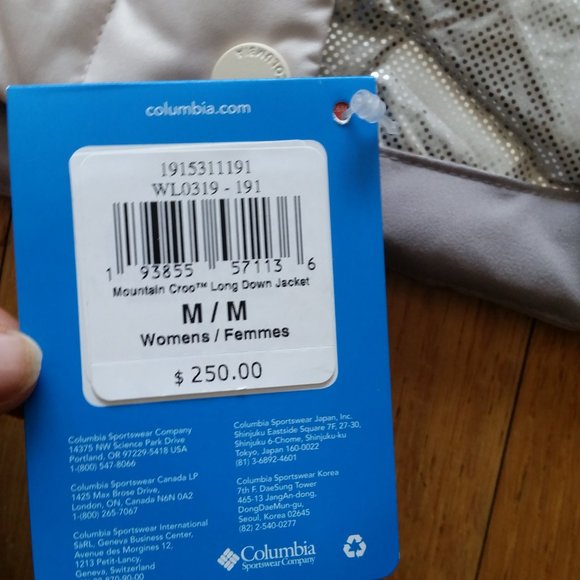 columbia.com
1915311191
WL0319 - 191
1 93855 57113 6
Mountain Croo™ Long Down Jacket
M / M
Womens / Femmes
$ 250.00
Columbia Sportswear Company
14375 NW Science Park Drive
Portland, OR 97229-5418 USA
1-(800) 547-8066
Columbia Sportswear Canada LP
1425 Max Brose Drive,
London, ON, Canada N6N 0A2
1-(800) 265-7067
Columbia Sportswear International
SàRL, Geneva Business Center,
Avenue des Morgines 12,
1213 Petit-Lancy,
Geneva, Switzerland
Columbia Sportswear Japan, Inc.
Shinjuku Eastside Square 7F, 27-30,
Shinjuku 6-Chome, Shinjuku-ku
Tokyo, Japan 160-0022
(81) 3-6892-4601
Columbia Sportswear Korea
7th F. DaeSung Tower
465-13 JangAn-dong,
DongDaeMun-gu,
Seoul, Korea 02645
(82) 2-540-0277
Columbia
Sportswear Company